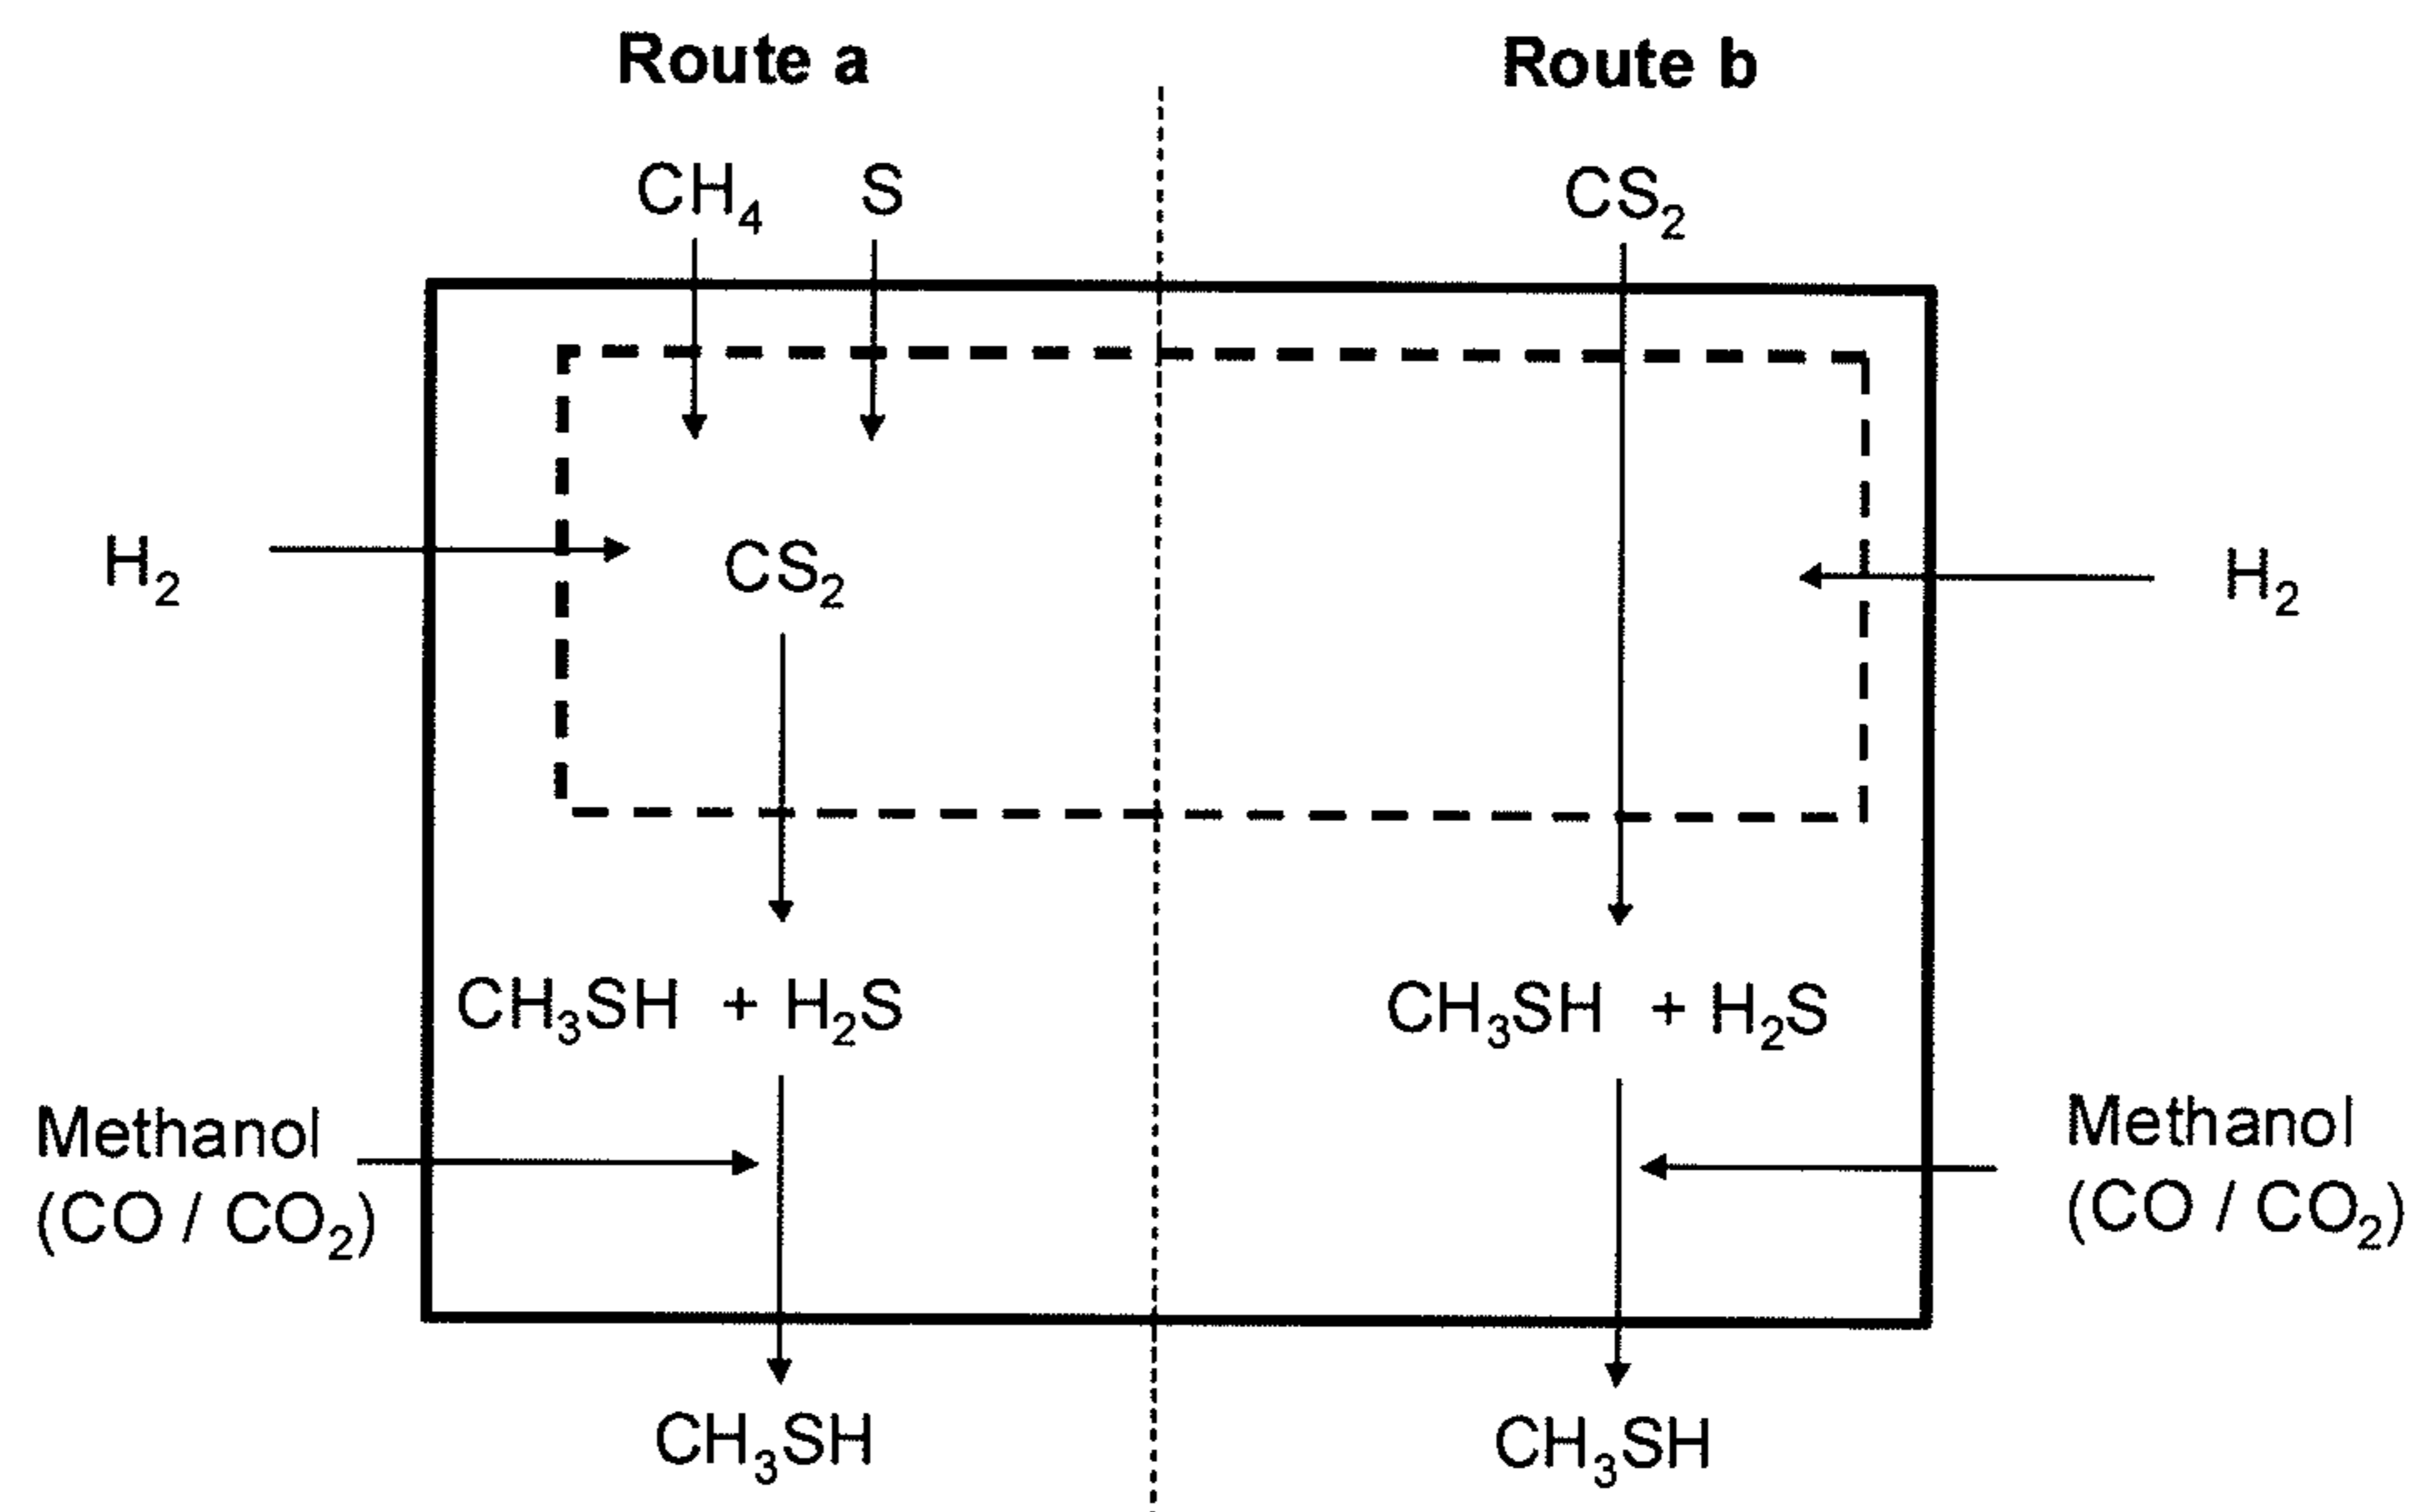 Route a
Route b
CH₄ S
CS₂
H₂
CS₂
H₂
CH₃SH + H₂S
CH₃SH + H₂S
Methanol
(CO / CO₂)
Methanol
(CO / CO₂)
CH₃SH
CH₃SH